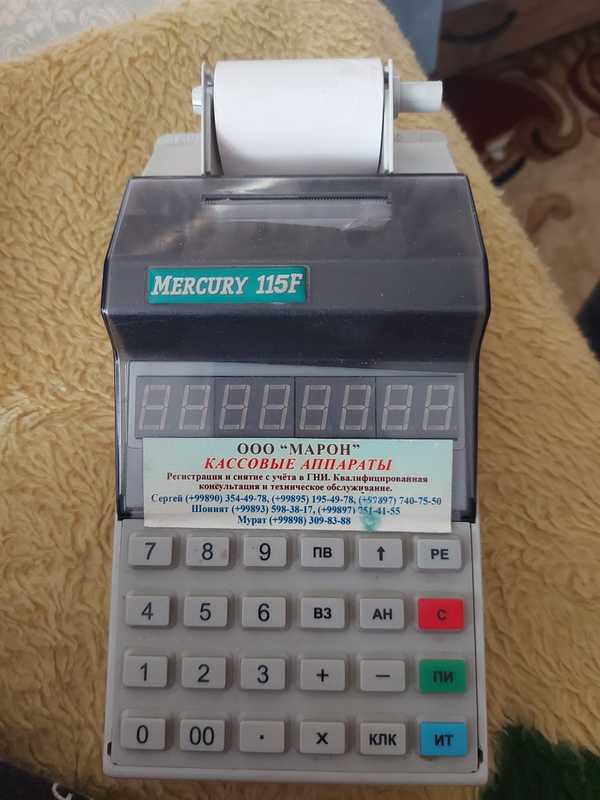 MERCURY 115F
ООО “МАРОН”
КАССОВЫЕ АППАРАТЫ
Регистрация и снятие с учёта в ГНИ. Квалифицированная
консультация и техническое обслуживание.
Сергей (+99890) 354-49-78, (+99895) 195-49-78, (+99897) 740-75-50
Шоният (+99893) 598-38-17, (+99897) 251-41-55
Мурат (+99898) 309-83-88
7 8 9 ПВ ↑ РЕ
4 5 6 ВЗ АН С
1 2 3 + − ПИ
0 00 . X КЛК ИТ